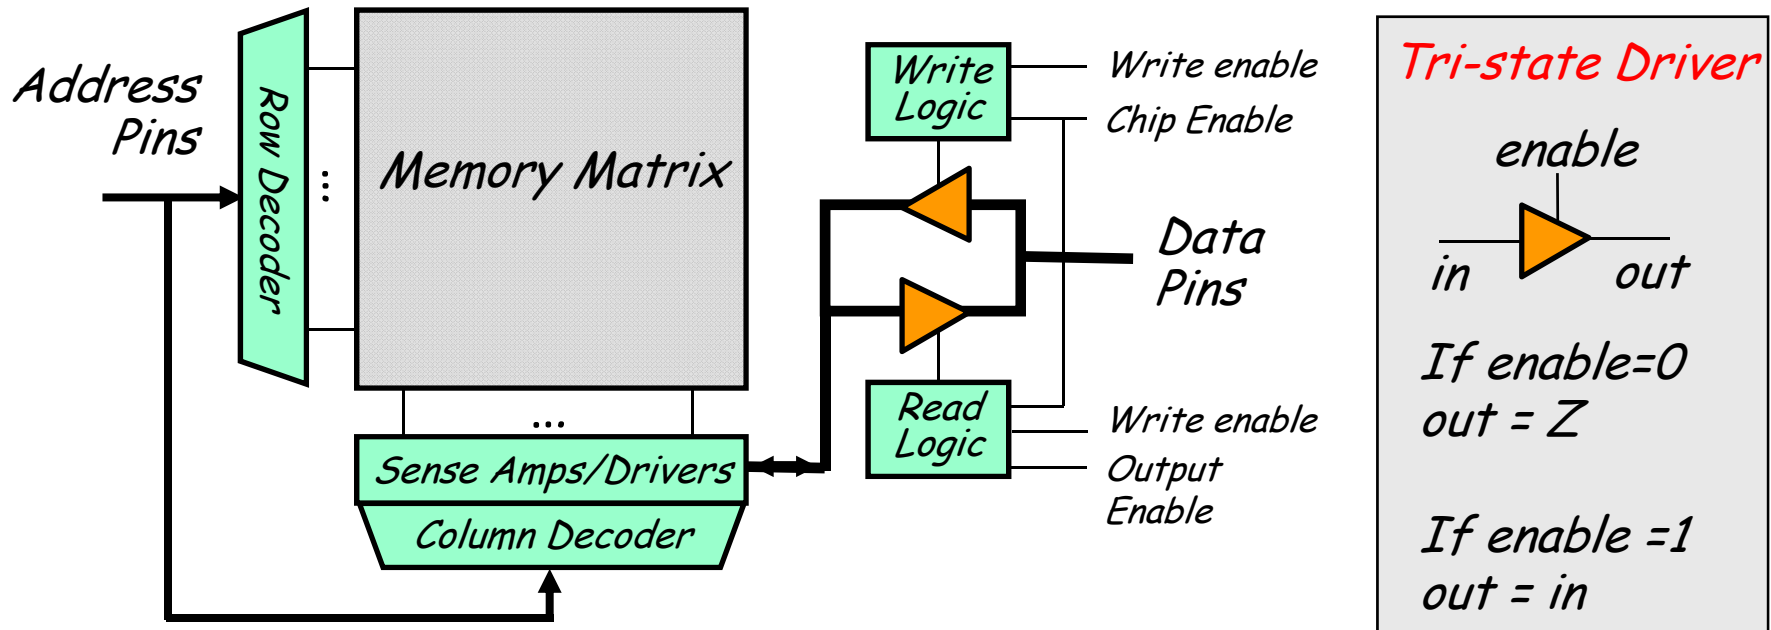 Address
Pins
Row Decoder
...
Memory Matrix
...
Sense Amps/Drivers
Column Decoder
Write
Logic
Write enable
Chip Enable
Data
Pins
Read
Logic
Write enable
Output
Enable
Tri-state Driver
enable
in
out
If enable=0
out = Z
If enable =1
out = in